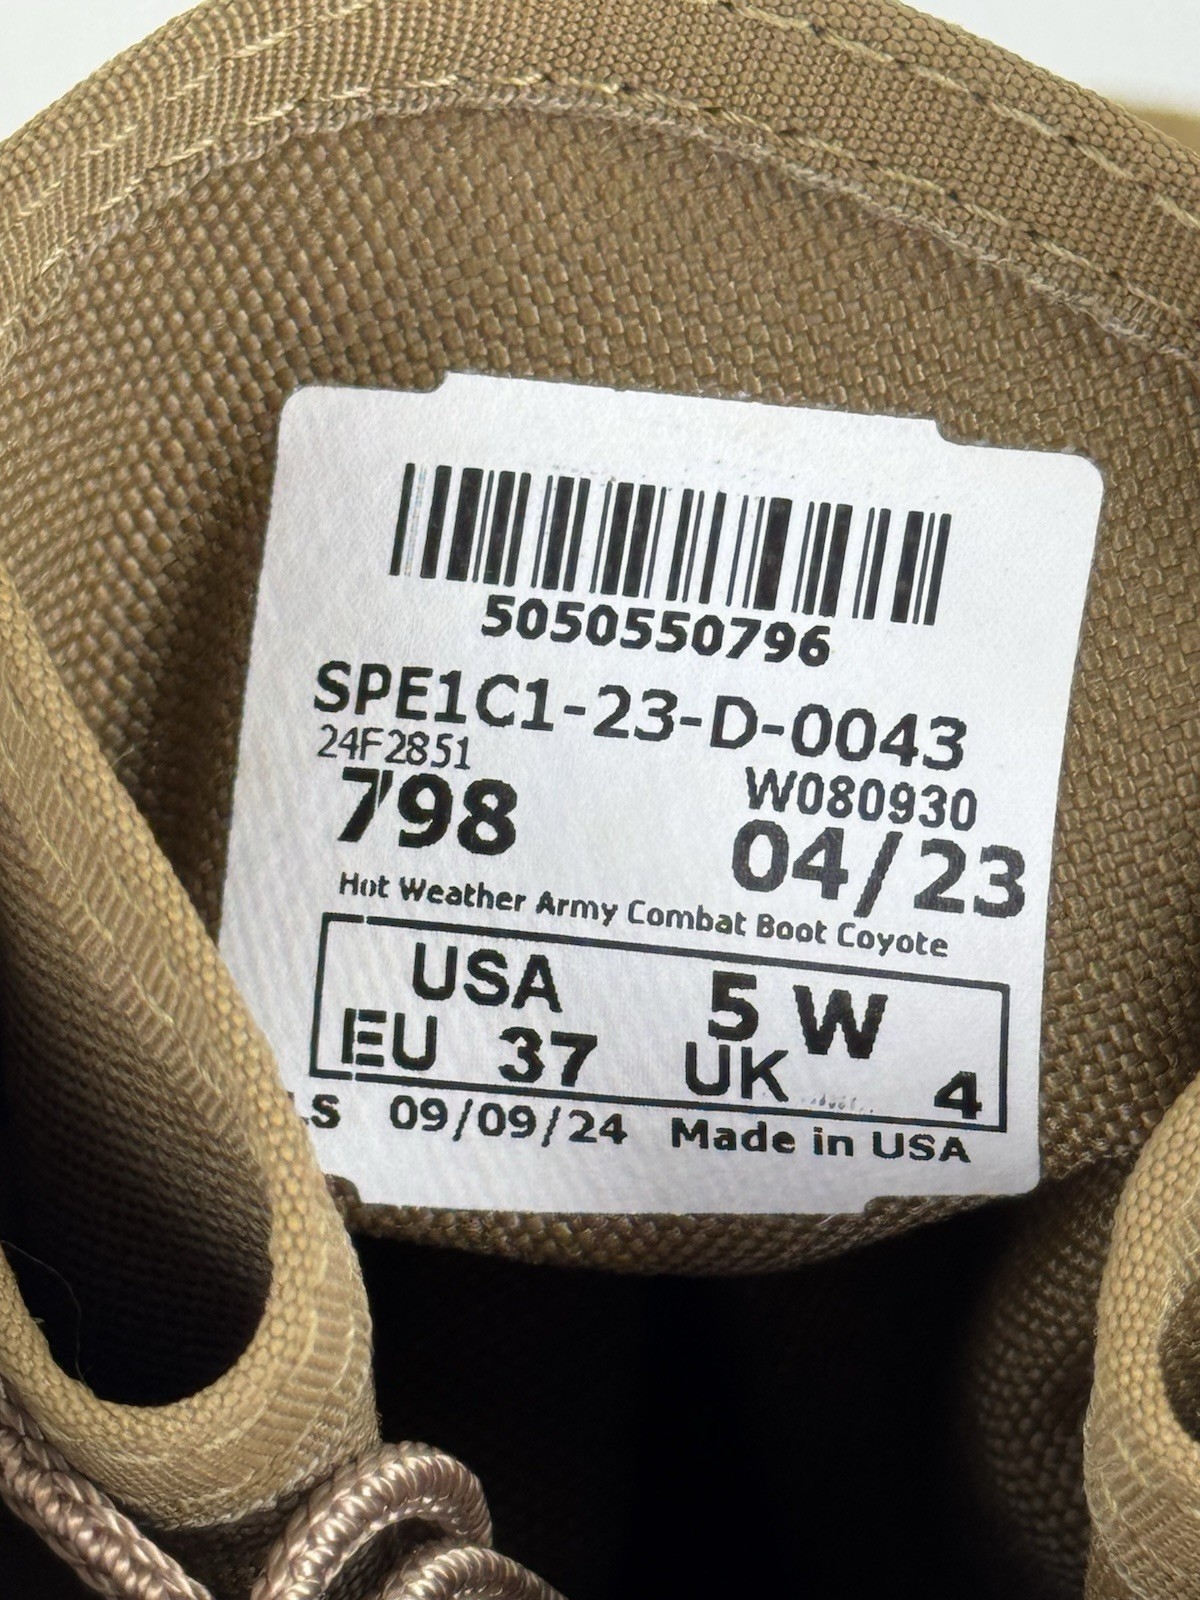 5050550796
SPE1C1-23-D-0043
24F2851
W080930
798
04/23
Hot Weather Army Combat Boot Coyote
USA 5 W
EU 37 UK 4
LS 09/09/24 Made in USA